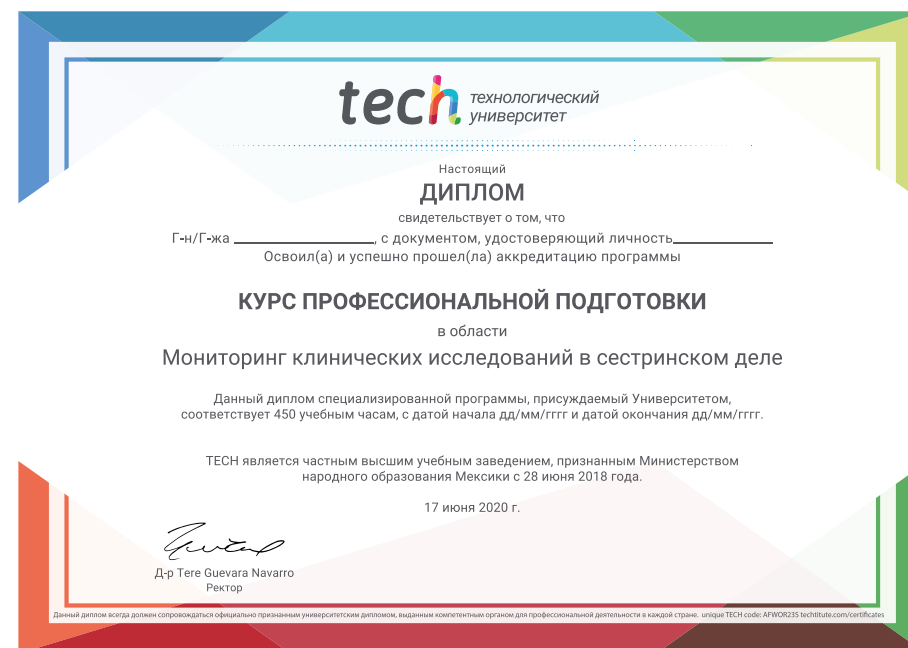 tech технологический
университет
Настоящий
ДИПЛОМ
свидетельствует о том, что
Г-н/Г-жа ____________________, с документом, удостоверяющий личность______________
Освоил(а) и успешно прошел(ла) аккредитацию программы
КУРС ПРОФЕССИОНАЛЬНОЙ ПОДГОТОВКИ
в области
Мониторинг клинических исследований в сестринском деле
Данный диплом специализированной программы, присуждаемый Университетом,
соответствует 450 учебным часам, с датой начала дд/мм/гггг и датой окончания дд/мм/гггг.
TECH является частным высшим учебным заведением, признанным Министерством
народного образования Мексики с 28 июня 2018 года.
17 июня 2020 г.
Д-р Tere Guevara Navarro
Ректор
Данный диплом всегда должен сопровождаться официально признанным университетским дипломом, выданным компетентным органом для профессиональной деятельности в каждой стране. unique TECH code: AFWOR235 techtitute.com/certificates